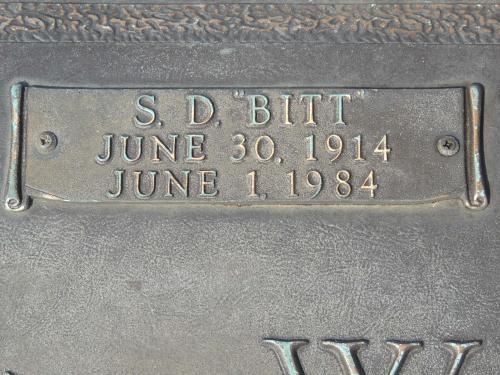 S. D. "BITT"
JUNE 30, 1914
JUNE 1, 1984
W